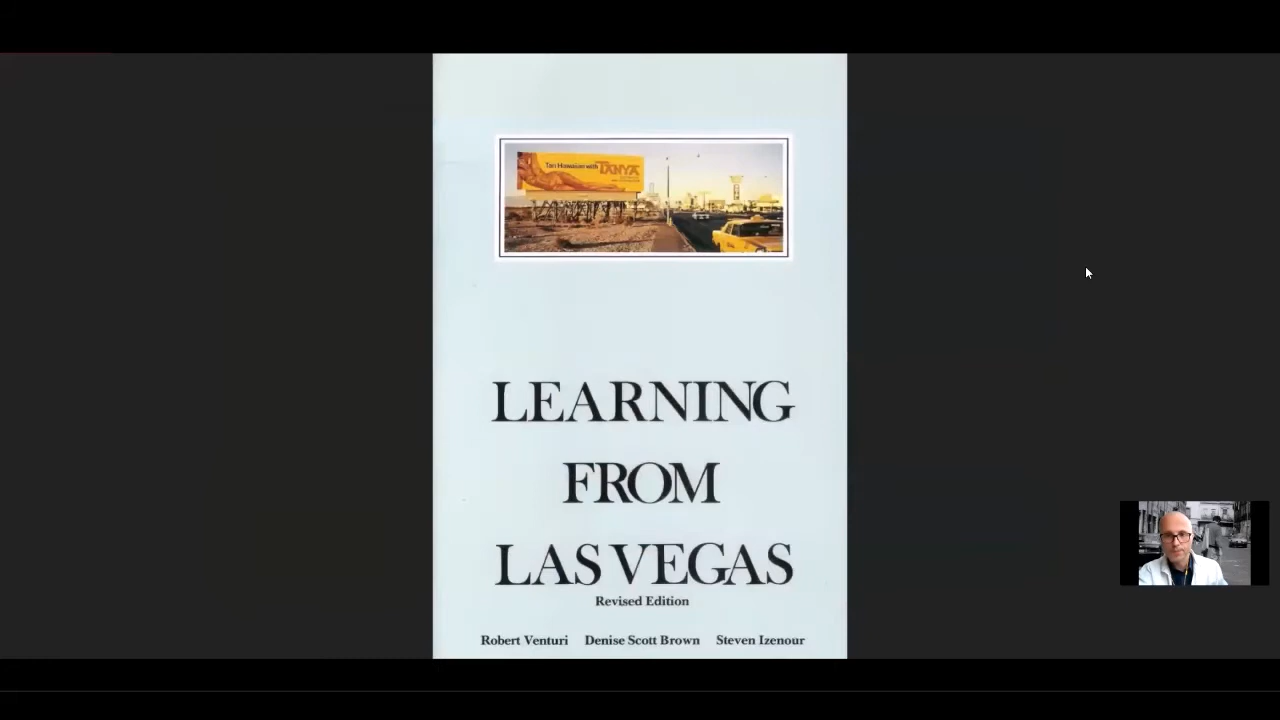 Tan Hawaiian with
TANYA
LEARNING
FROM
LAS VEGAS
Revised Edition
Robert Venturi Denise Scott Brown Steven Izenour